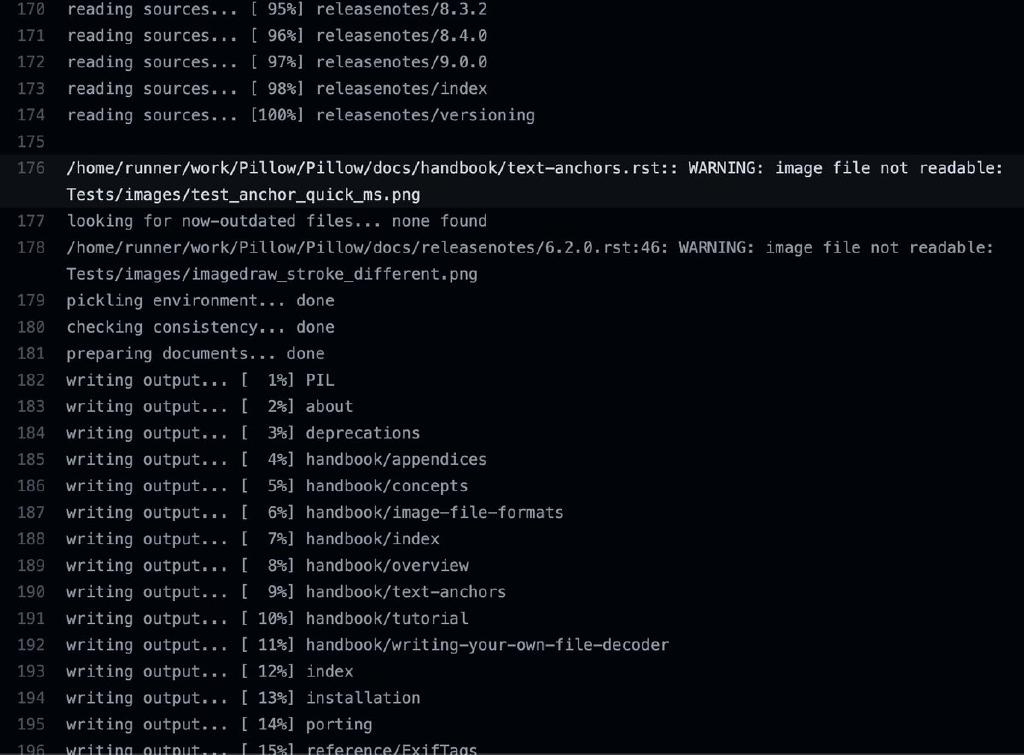 170 reading sources... [ 95%] releasenotes/8.3.2
171 reading sources... [ 96%] releasenotes/8.4.0
172 reading sources... [ 97%] releasenotes/9.0.0
173 reading sources... [ 98%] releasenotes/index
174 reading sources... [100%] releasenotes/versioning
175
176 /home/runner/work/Pillow/Pillow/docs/handbook/text-anchors.rst:: WARNING: image file not readable:
Tests/images/test_anchor_quick_ms.png
177 looking for now-outdated files... none found
178 /home/runner/work/Pillow/Pillow/docs/releasenotes/6.2.0.rst:46: WARNING: image file not readable:
Tests/images/imagedraw_stroke_different.png
179 pickling environment... done
180 checking consistency... done
181 preparing documents... done
182 writing output... [  1%] PIL
183 writing output... [  2%] about
184 writing output... [  3%] deprecations
185 writing output... [  4%] handbook/appendices
186 writing output... [  5%] handbook/concepts
187 writing output... [  6%] handbook/image-file-formats
188 writing output... [  7%] handbook/index
189 writing output... [  8%] handbook/overview
190 writing output... [  9%] handbook/text-anchors
191 writing output... [ 10%] handbook/tutorial
192 writing output... [ 11%] handbook/writing-your-own-file-decoder
193 writing output... [ 12%] index
194 writing output... [ 13%] installation
195 writing output... [ 14%] porting
196 writing output... [ 15%] reference/ExifTags